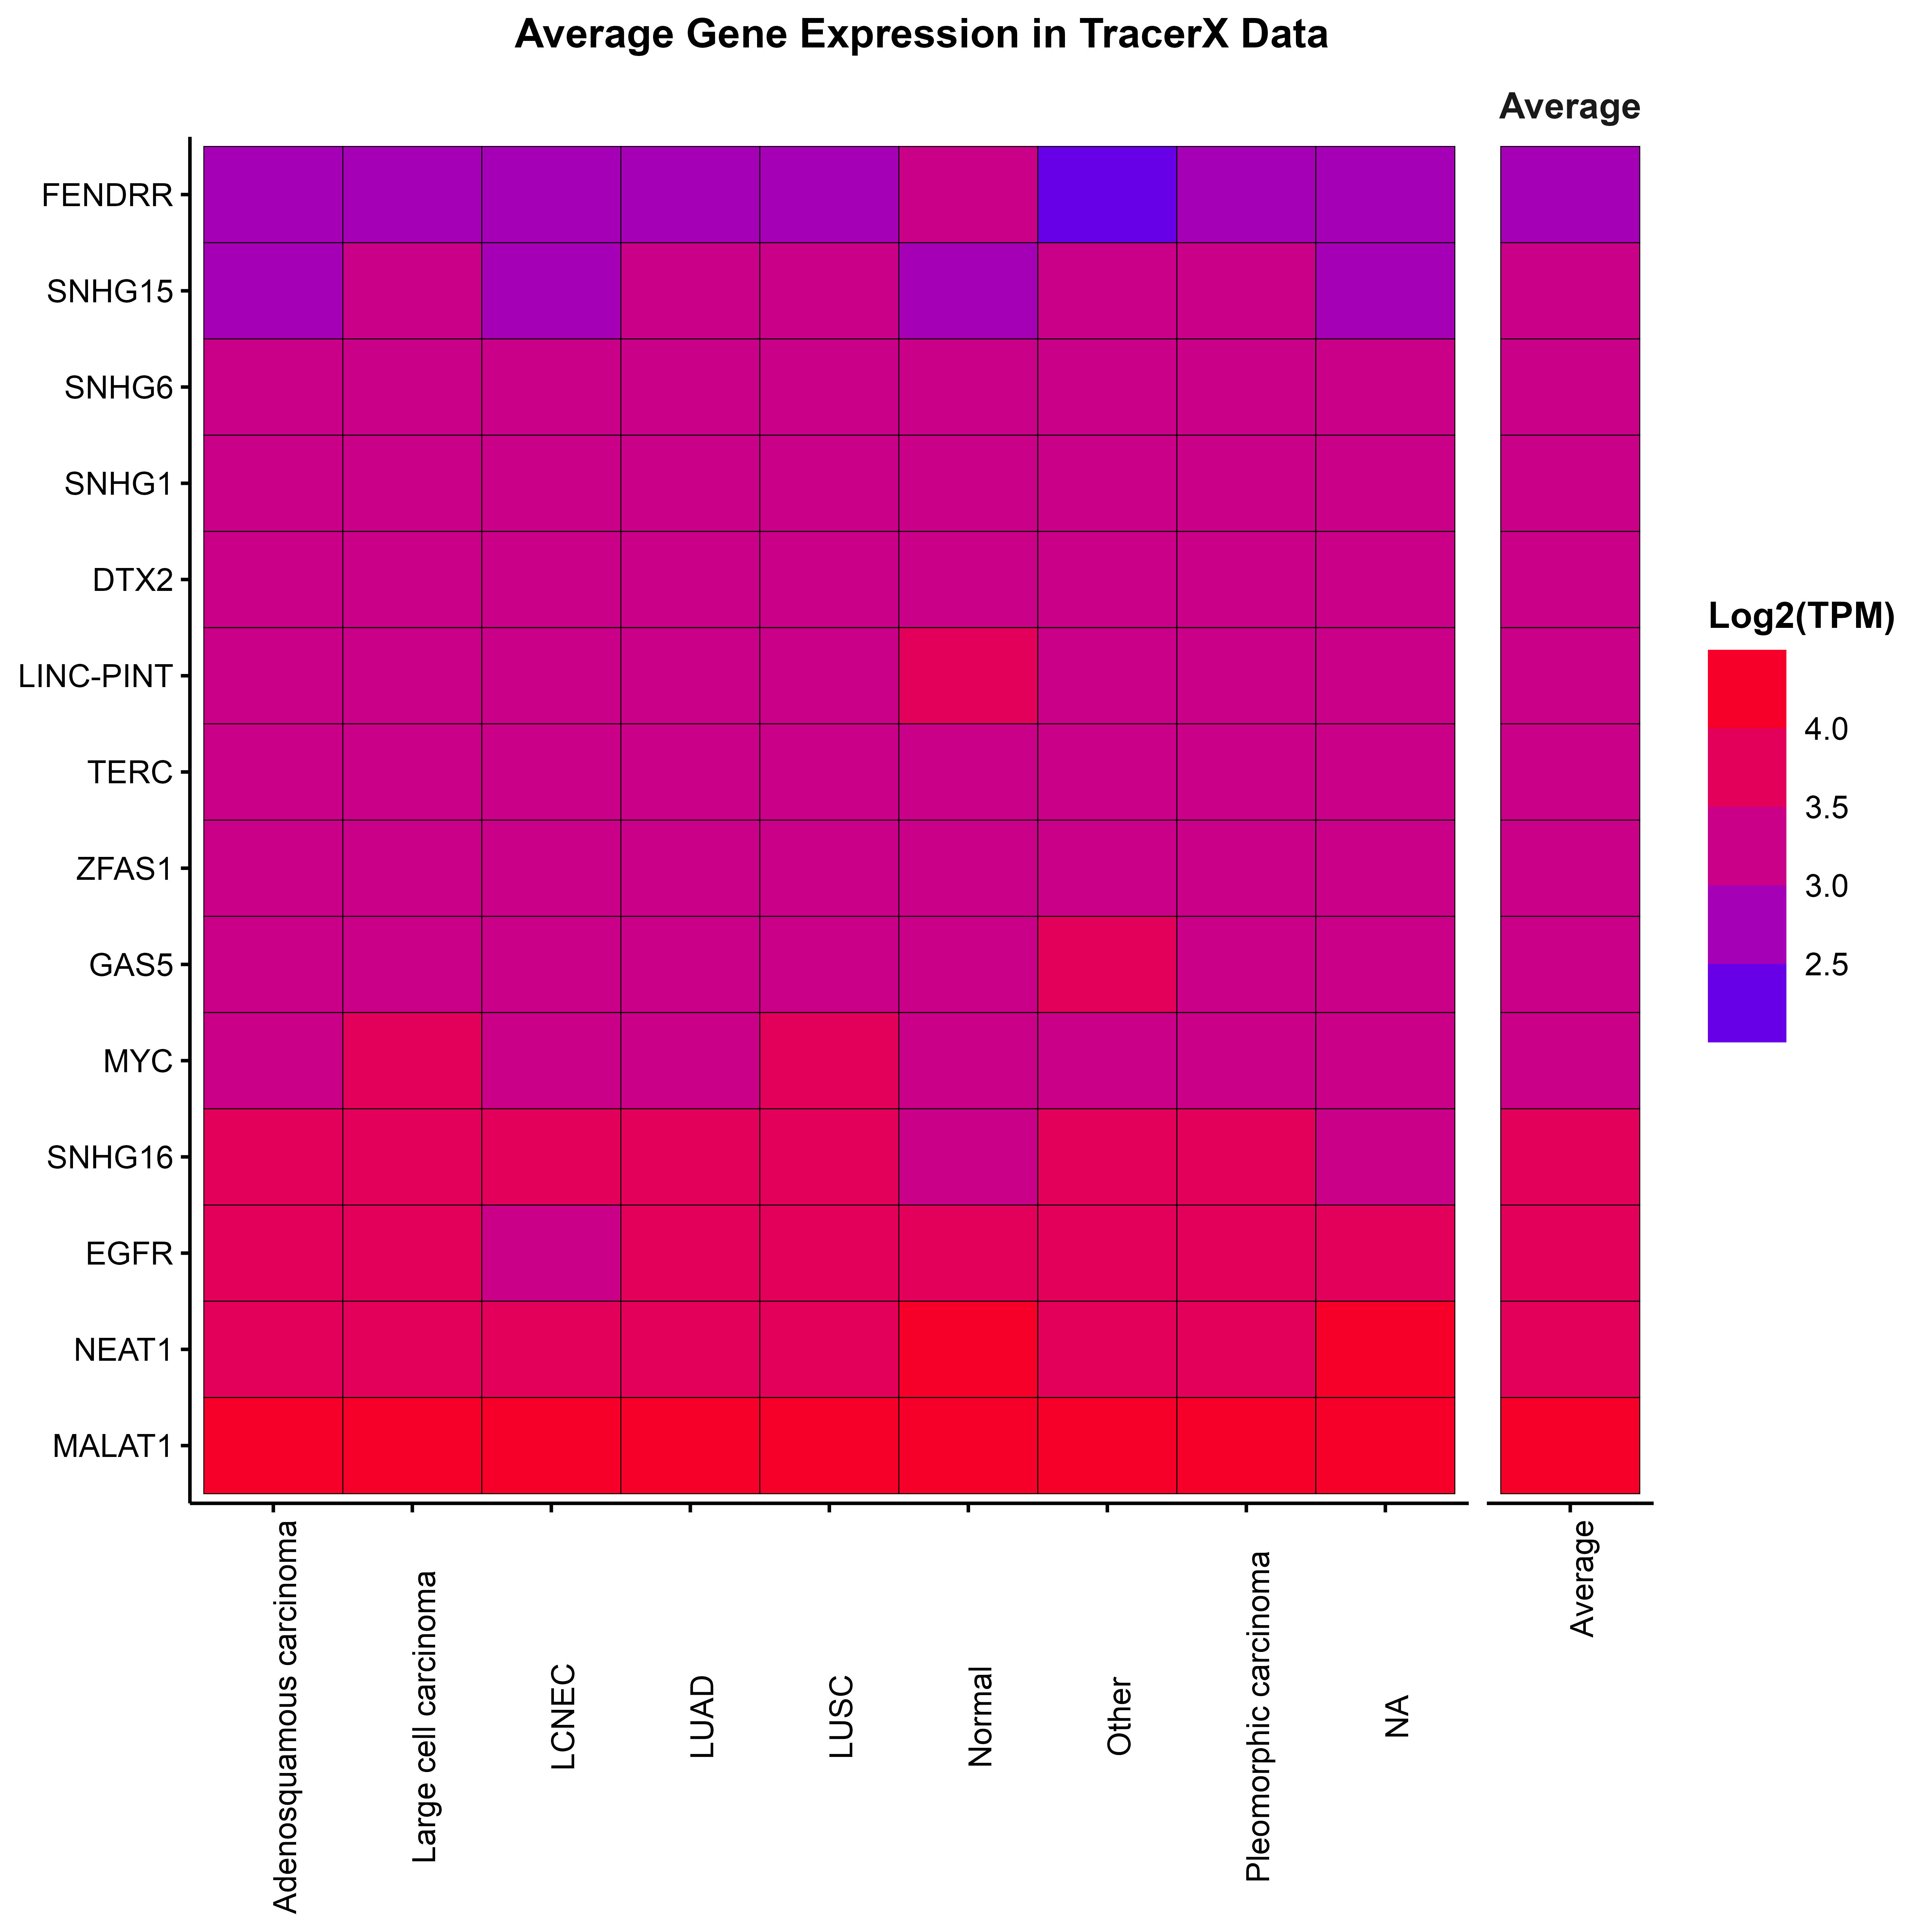 Average Gene Expression in TracerX Data
Average
FENDRR
SNHG15
SNHG6
SNHG1
DTX2
LINC-PINT
TERC
ZFAS1
GAS5
MYC
SNHG16
EGFR
NEAT1
MALAT1
Log2(TPM)
4.0
3.5
3.0
2.5
Adenosquamous carcinoma
Large cell carcinoma
LCNEC
LUAD
LUSC
Normal
Other
Pleomorphic carcinoma
NA
Average